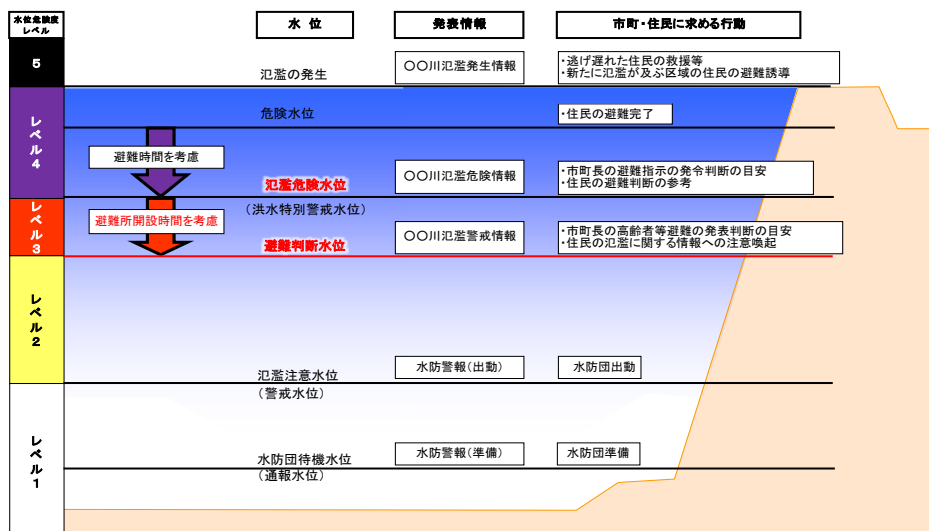 水位危険度
レベル
水 位
発表情報
市町・住民に求める行動
5
氾濫の発生
〇〇川氾濫発生情報
・逃げ遅れた住民の救援等
・新たに氾濫が及ぶ区域の住民の避難誘導
レベル4
危険水位
・住民の避難完了
避難時間を考慮
氾濫危険水位
(洪水特別警戒水位)
〇〇川氾濫危険情報
・市町長の避難指示の発令判断の目安
・住民の避難判断の参考
レベル3
避難所開設時間を考慮
避難判断水位
〇〇川氾濫警戒情報
・市町長の高齢者等避難の発表判断の目安
・住民の氾濫に関する情報への注意喚起
レベル2
氾濫注意水位
(警戒水位)
水防警報(出動)
水防団出動
レベル1
水防団待機水位
(通報水位)
水防警報(準備)
水防団準備